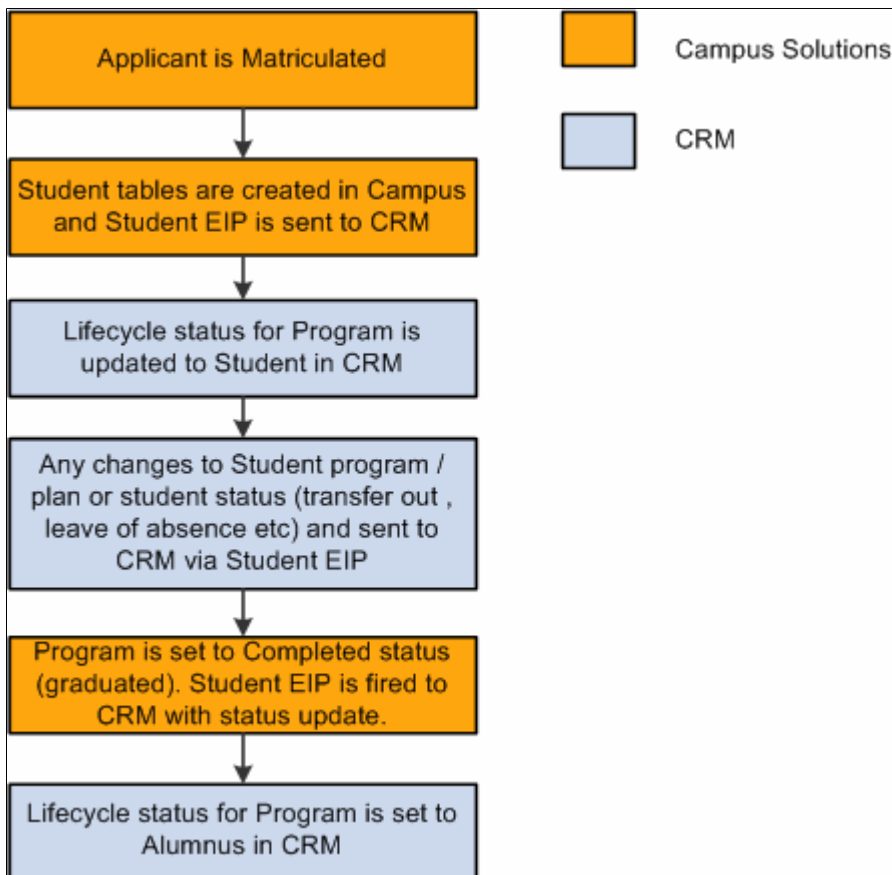 Applicant is Matriculated
Campus Solutions
CRM
Student tables are created in Campus
and Student EIP is sent to CRM
Lifecycle status for Program is
updated to Student in CRM
Any changes to Student program /
plan or student status (transfer out ,
leave of absence etc) and sent to
CRM via Student EIP
Program is set to Completed status
(graduated). Student EIP is fired to
CRM with status update.
Lifecycle status for Program is set to
Alumnus in CRM